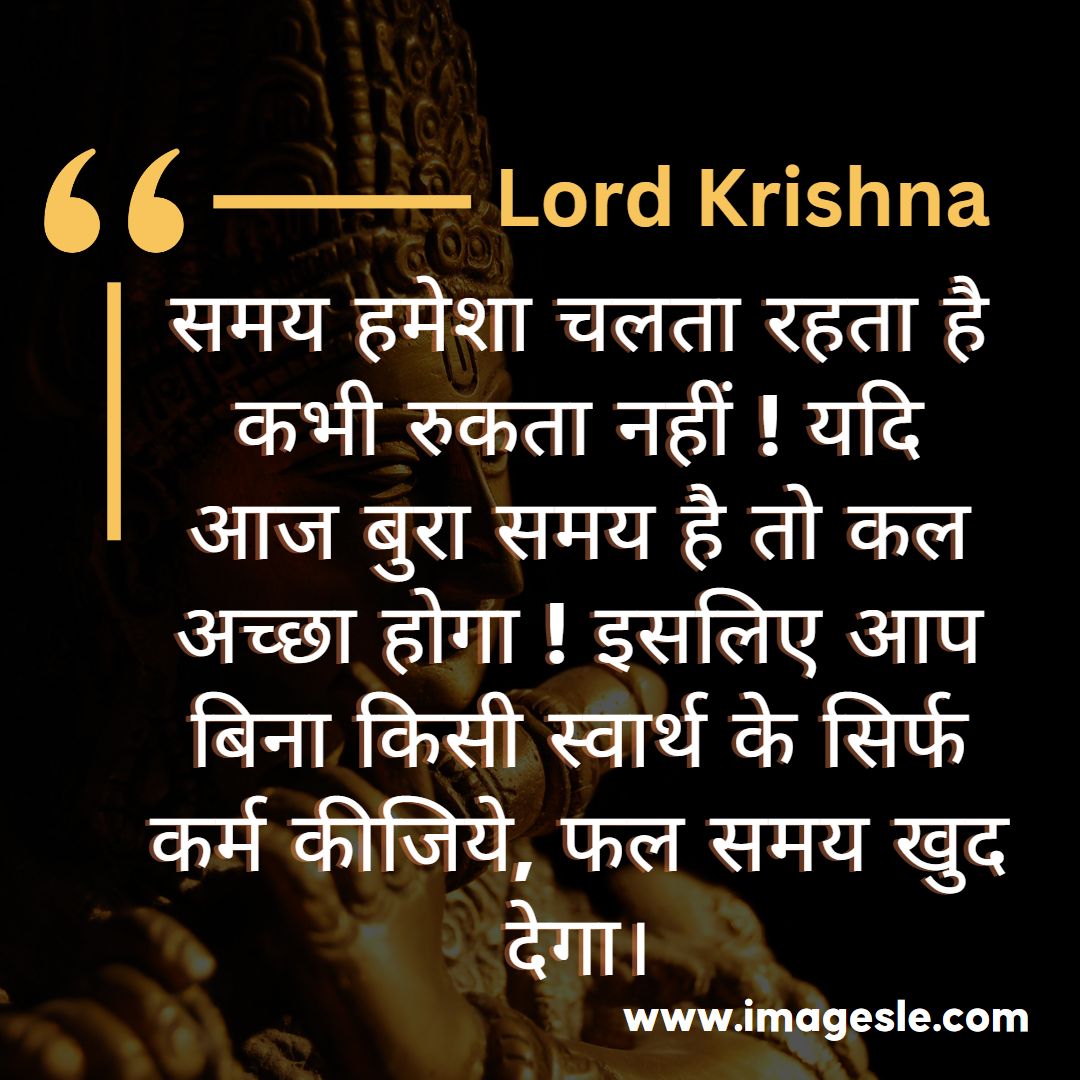 “ Lord Krishna
समय हमेशा चलता रहता है
कभी रुकता नहीं ! यदि
आज बुरा समय है तो कल
अच्छा होगा ! इसलिए आप
बिना किसी स्वार्थ के सिर्फ
कर्म कीजिये, फल समय खुद
देगा।
www.imagesle.com